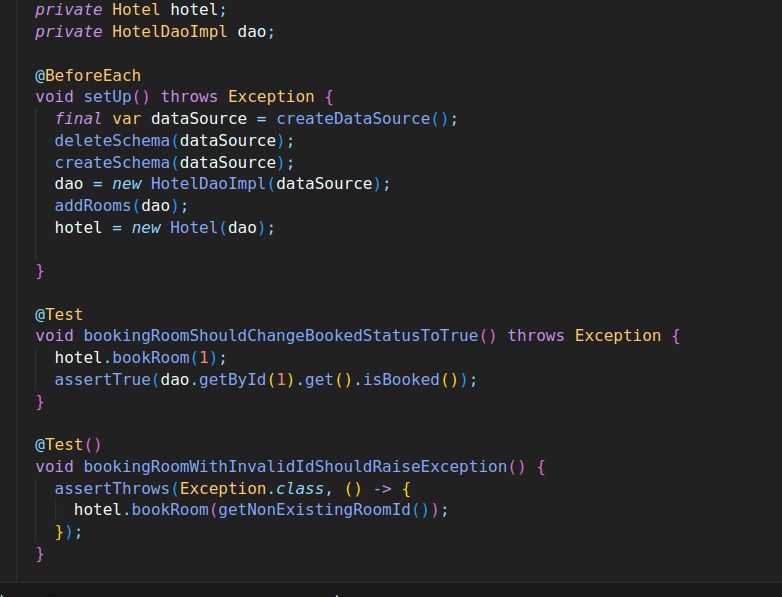 private Hotel hotel;
private HotelDaoImpl dao;
@BeforeEach
void setUp() throws Exception {
final var dataSource = createDataSource();
deleteSchema(dataSource);
createSchema(dataSource);
dao = new HotelDaoImpl(dataSource);
addRooms(dao);
hotel = new Hotel(dao);
}
@Test
void bookingRoomShouldChangeBookedStatusToTrue() throws Exception {
hotel.bookRoom(1);
assertTrue(dao.getById(1).get().isBooked());
}
@Test()
void bookingRoomWithInvalidIdShouldRaiseException() {
assertThrows(Exception.class, () -> {
hotel.bookRoom(getNonExistingRoomId());
});
}